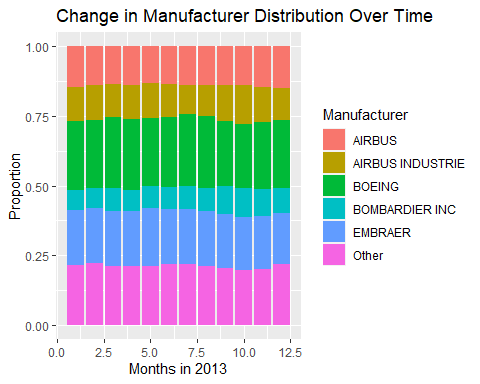 Change in Manufacturer Distribution Over Time
1.00
0.75
0.50
0.25
0.00
Proportion
0.0 2.5 5.0 7.5 10.0 12.5
Months in 2013
Manufacturer
AIRBUS
AIRBUS INDUSTRIE
BOEING
BOMBARDIER INC
EMBRAER
Other